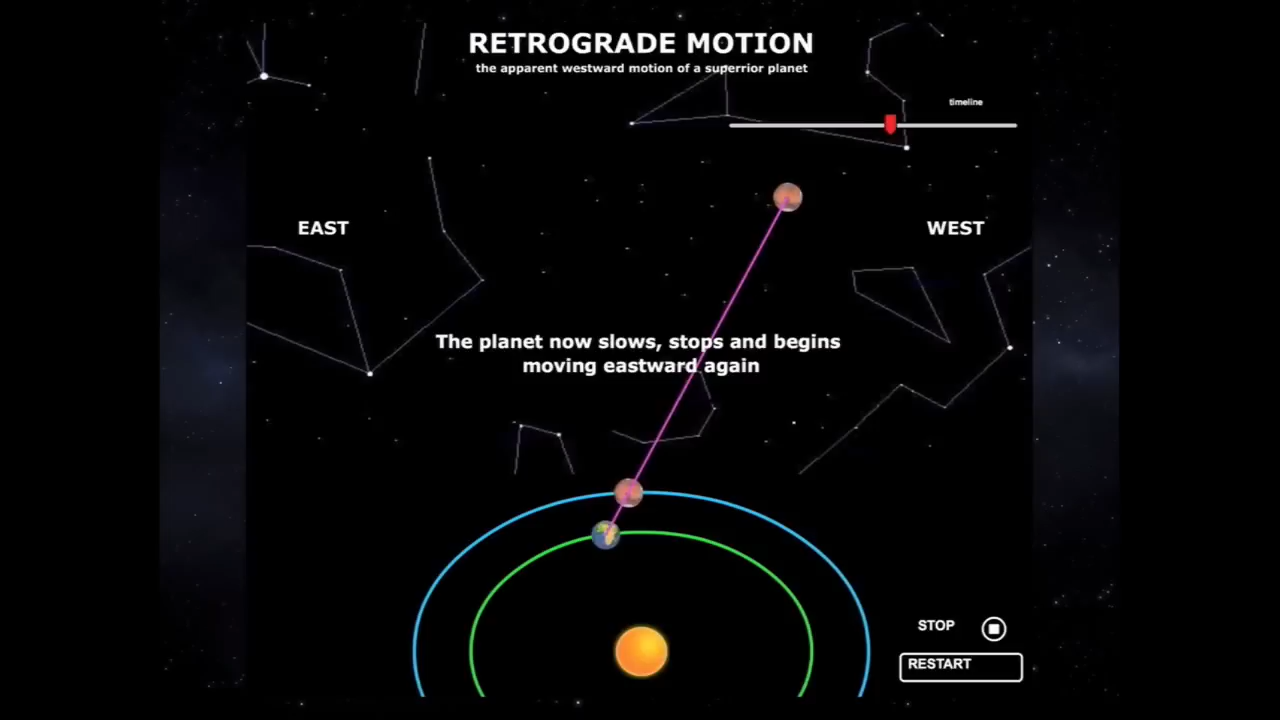 RETROGRADE MOTION
the apparent westward motion of a superrior planet
timeline
EAST
WEST
The planet now slows, stops and begins
moving eastward again
STOP
RESTART